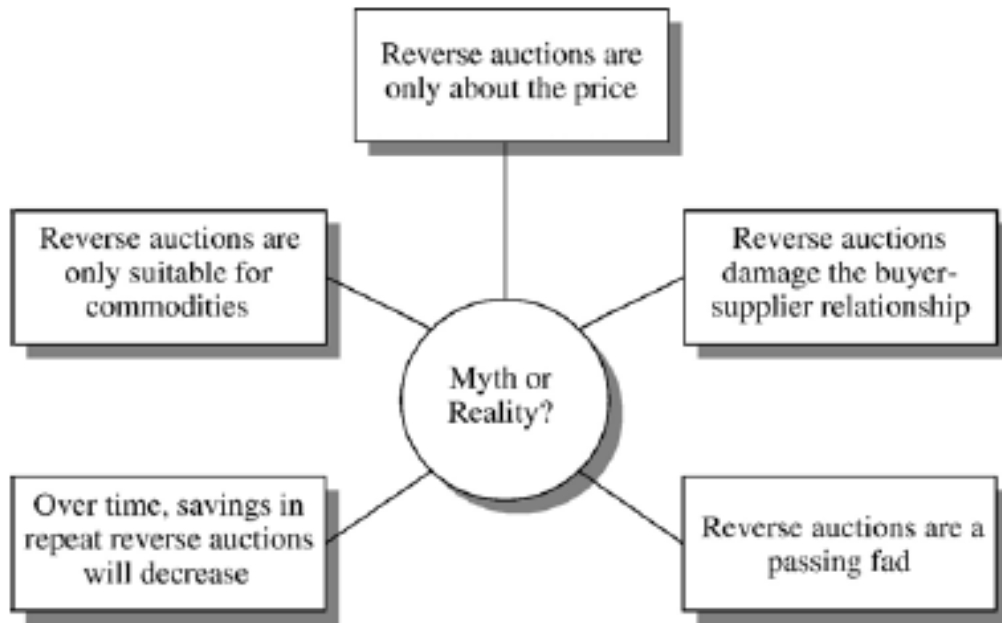 Reverse auctions are
only about the price
Reverse auctions are
only suitable for
commodities
Reverse auctions
damage the buyer-
supplier relationship
Myth or
Reality?
Over time, savings in
repeat reverse auctions
will decrease
Reverse auctions are a
passing fad